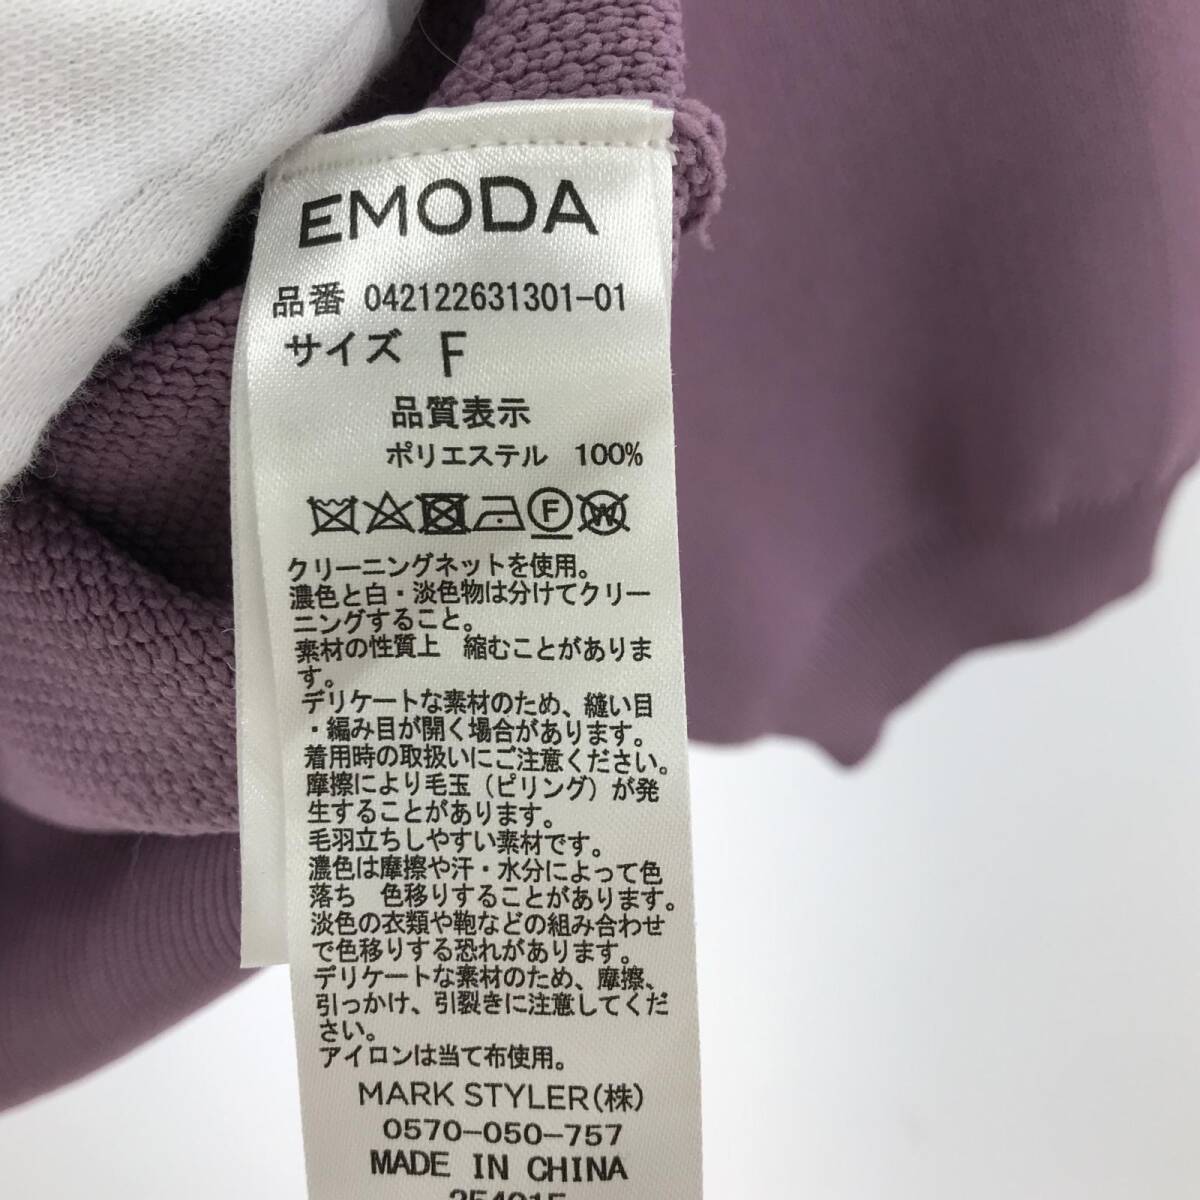 EMODA
品番 042122631301-01
サイズ F
品質表示
ポリエステル 100%
F W
クリーニングネットを使用。
濃色と白・淡色物は分けてクリー
ニングすること。
素材の性質上 縮むことがありま
す。
デリケートな素材のため、縫い目
・編み目が開く場合があります。
着用時の取扱いにご注意ください。
摩擦により毛玉（ピリング）が発
生することがあります。
毛羽立ちしやすい素材です。
濃色は摩擦や汗・水分によって色
落ち 色移りすることがあります。
淡色の衣類や鞄などの組み合わせ
で色移りする恐れがあります。
デリケートな素材のため、摩擦、
引っかけ、引裂きに注意してくだ
さい。
アイロンは当て布使用。
MARK STYLER(株)
0570-050-757
MADE IN CHINA